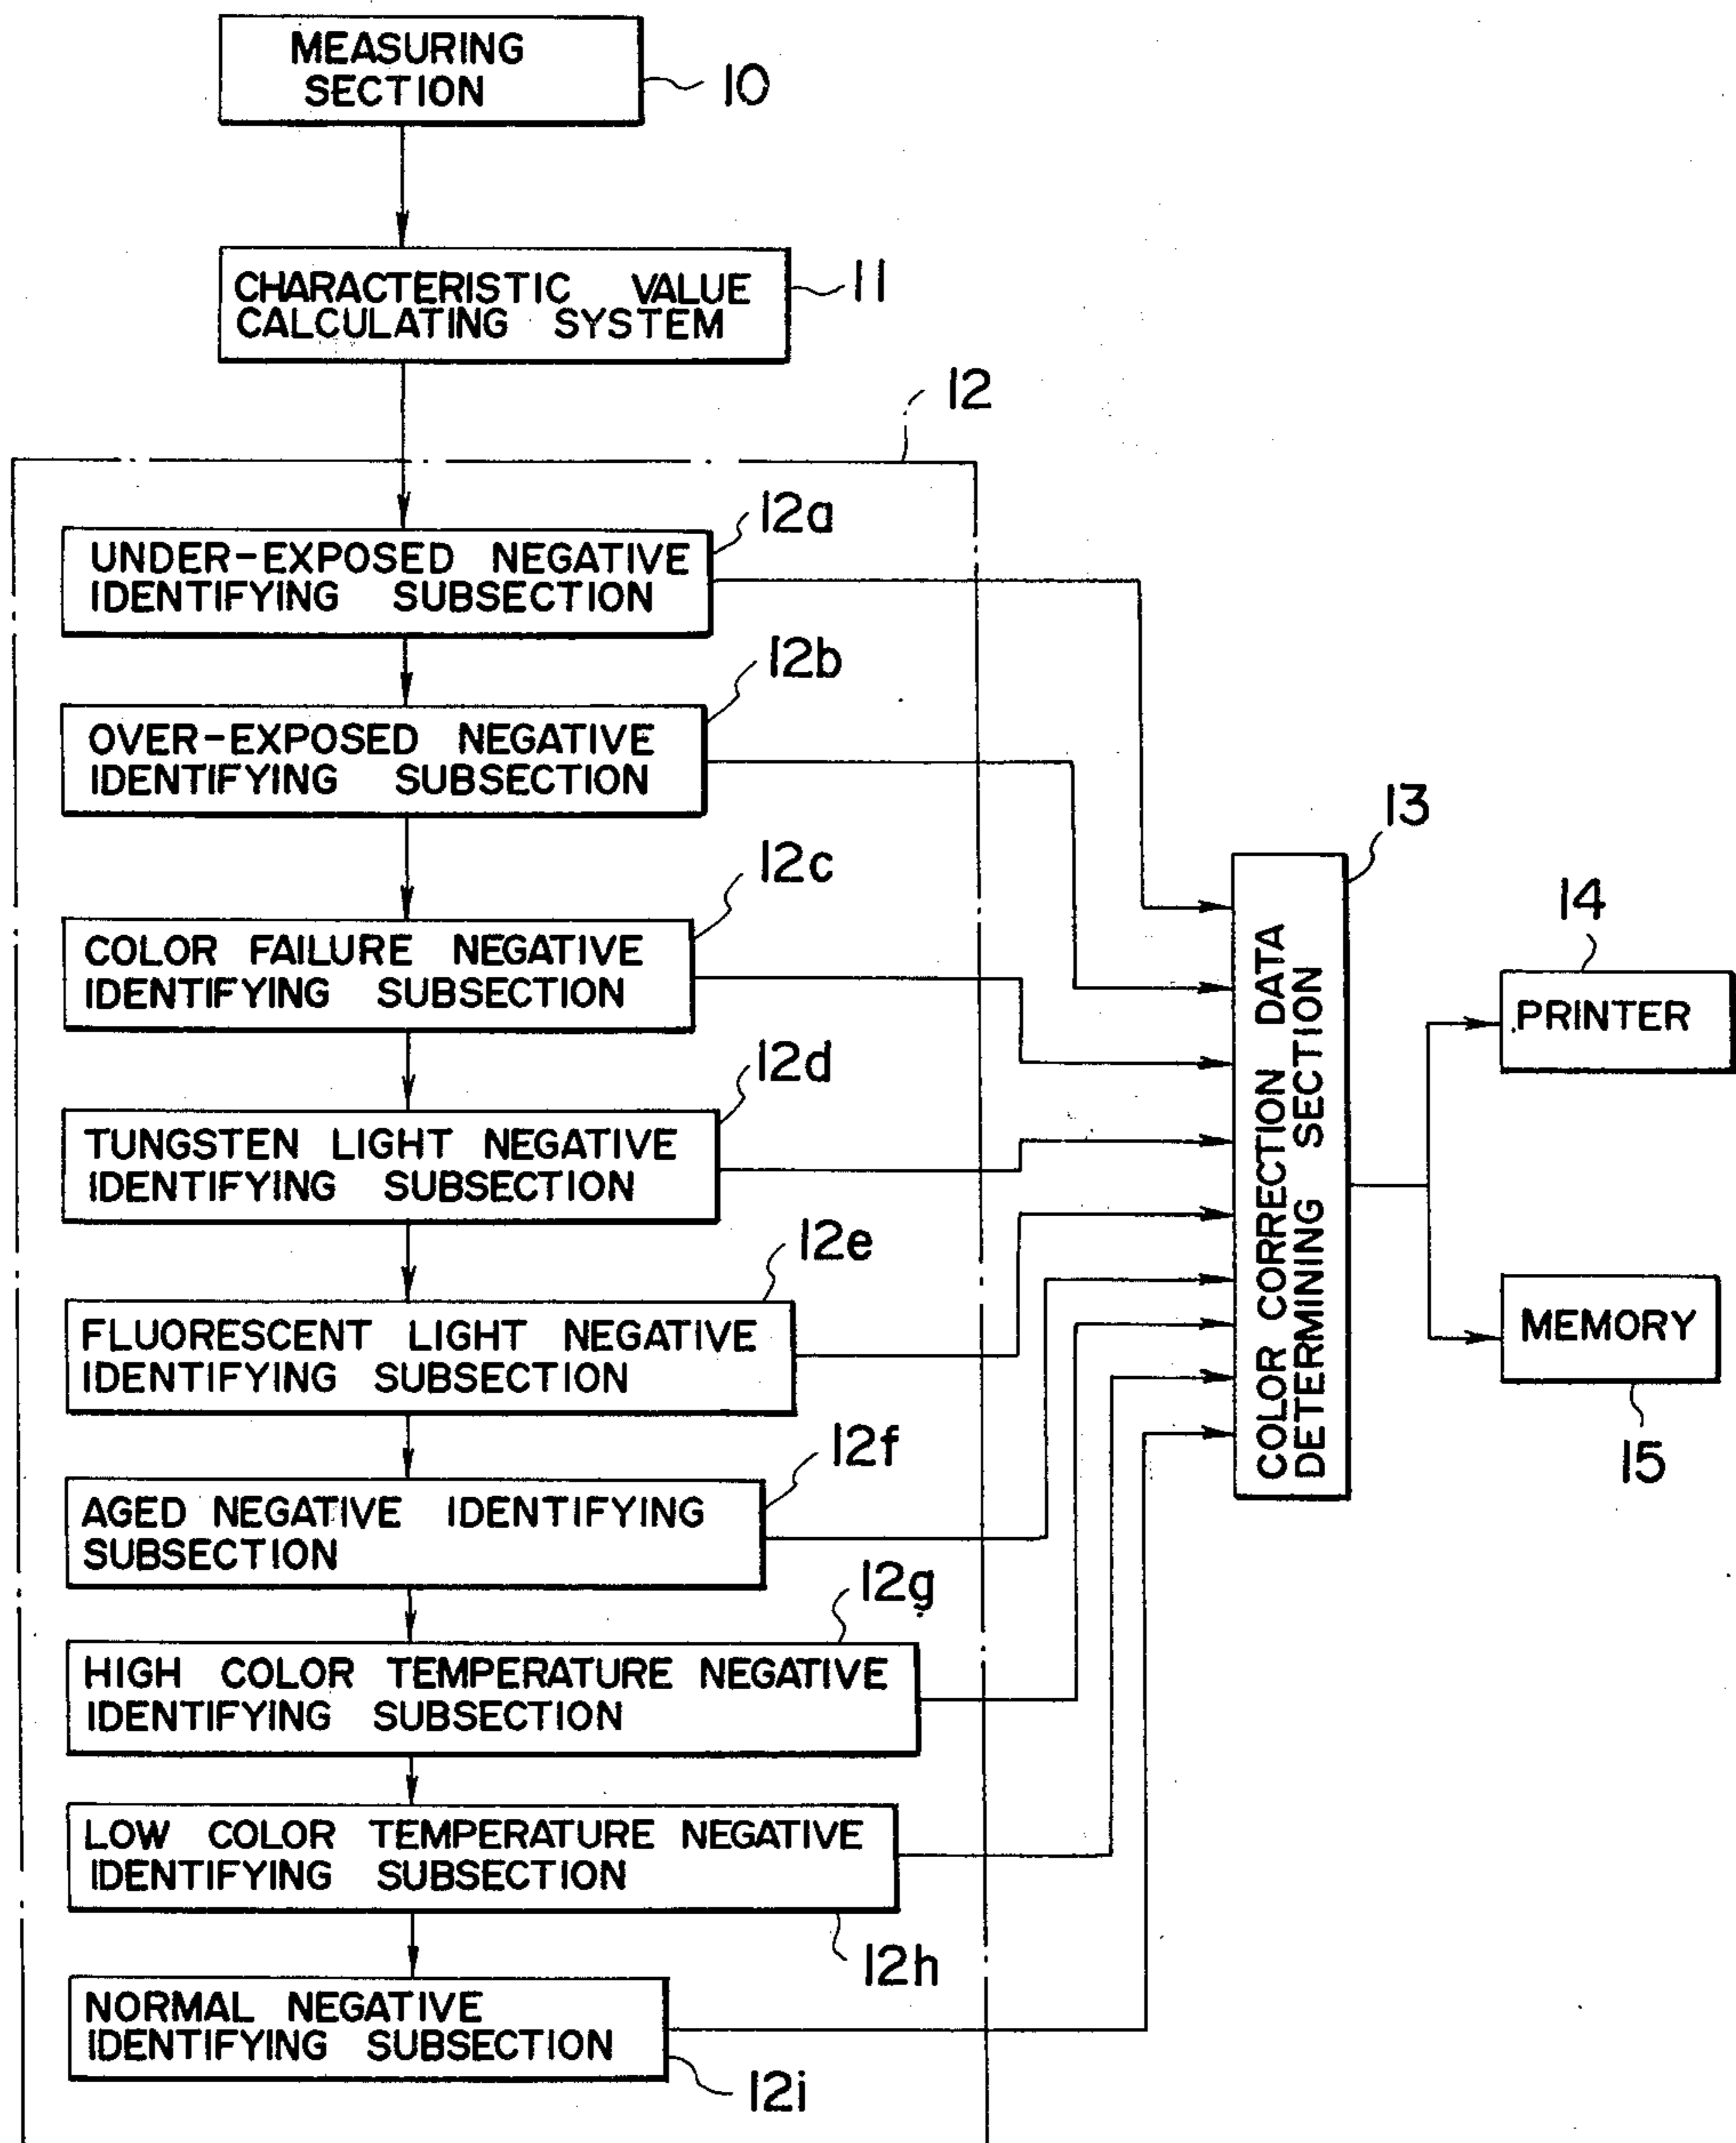 MEASURING
SECTION
10
CHARACTERISTIC VALUE
CALCULATING SYSTEM
11
12
UNDER-EXPOSED NEGATIVE
IDENTIFYING SUBSECTION
12a
OVER-EXPOSED NEGATIVE
IDENTIFYING SUBSECTION
12b
COLOR FAILURE NEGATIVE
IDENTIFYING SUBSECTION
12c
TUNGSTEN LIGHT NEGATIVE
IDENTIFYING SUBSECTION
12d
FLUORESCENT LIGHT NEGATIVE
IDENTIFYING SUBSECTION
12e
AGED NEGATIVE IDENTIFYING
SUBSECTION
12f
HIGH COLOR TEMPERATURE NEGATIVE
IDENTIFYING SUBSECTION
12g
LOW COLOR TEMPERATURE NEGATIVE
IDENTIFYING SUBSECTION
12h
NORMAL NEGATIVE
IDENTIFYING SUBSECTION
12i
COLOR CORRECTION DATA
DETERMINING SECTION
13
14
PRINTER
MEMORY
15